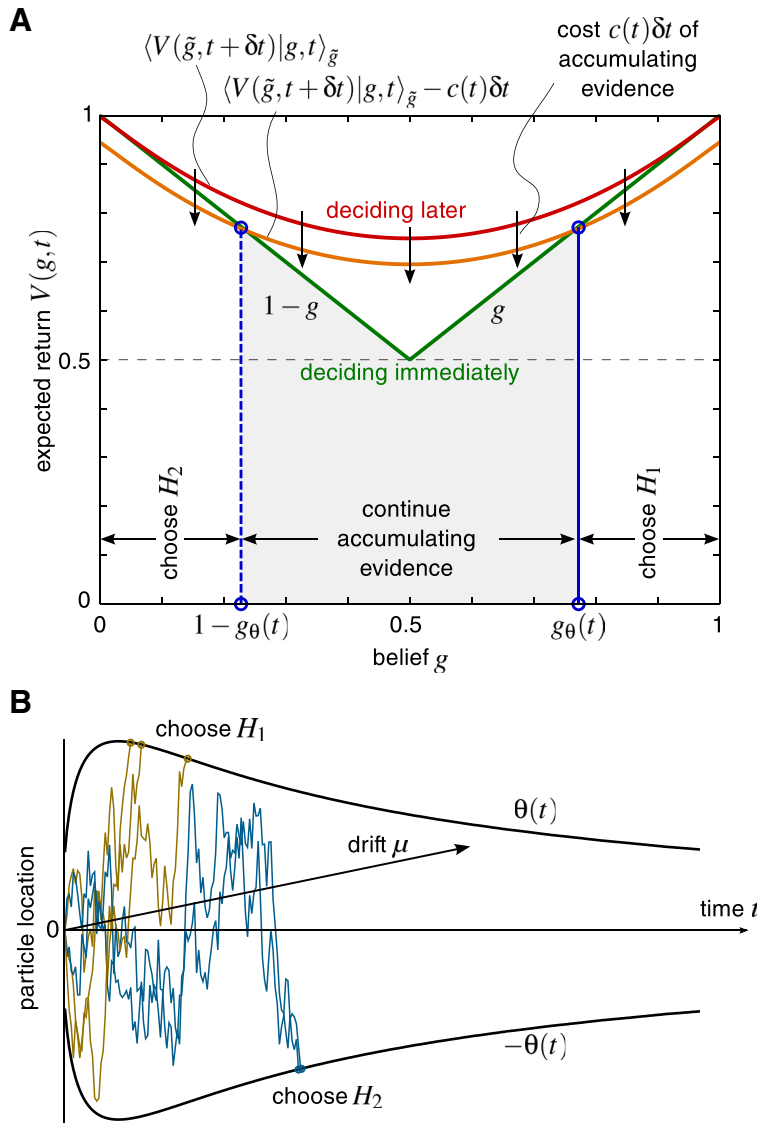 A
⟨V(g̃,t+δt)|g,t⟩g̃
⟨V(g̃,t+δt)|g,t⟩g̃ − c(t)δt
cost c(t)δt of
accumulating
evidence
1
deciding later
1−g
g
0.5
deciding immediately
expected return V(g,t)
choose H₂
continue
accumulating
evidence
choose H₁
0
0
1−gθ(t)
0.5
gθ(t)
1
belief g
B
choose H₁
θ(t)
drift μ
time t
0
particle location
−θ(t)
choose H₂